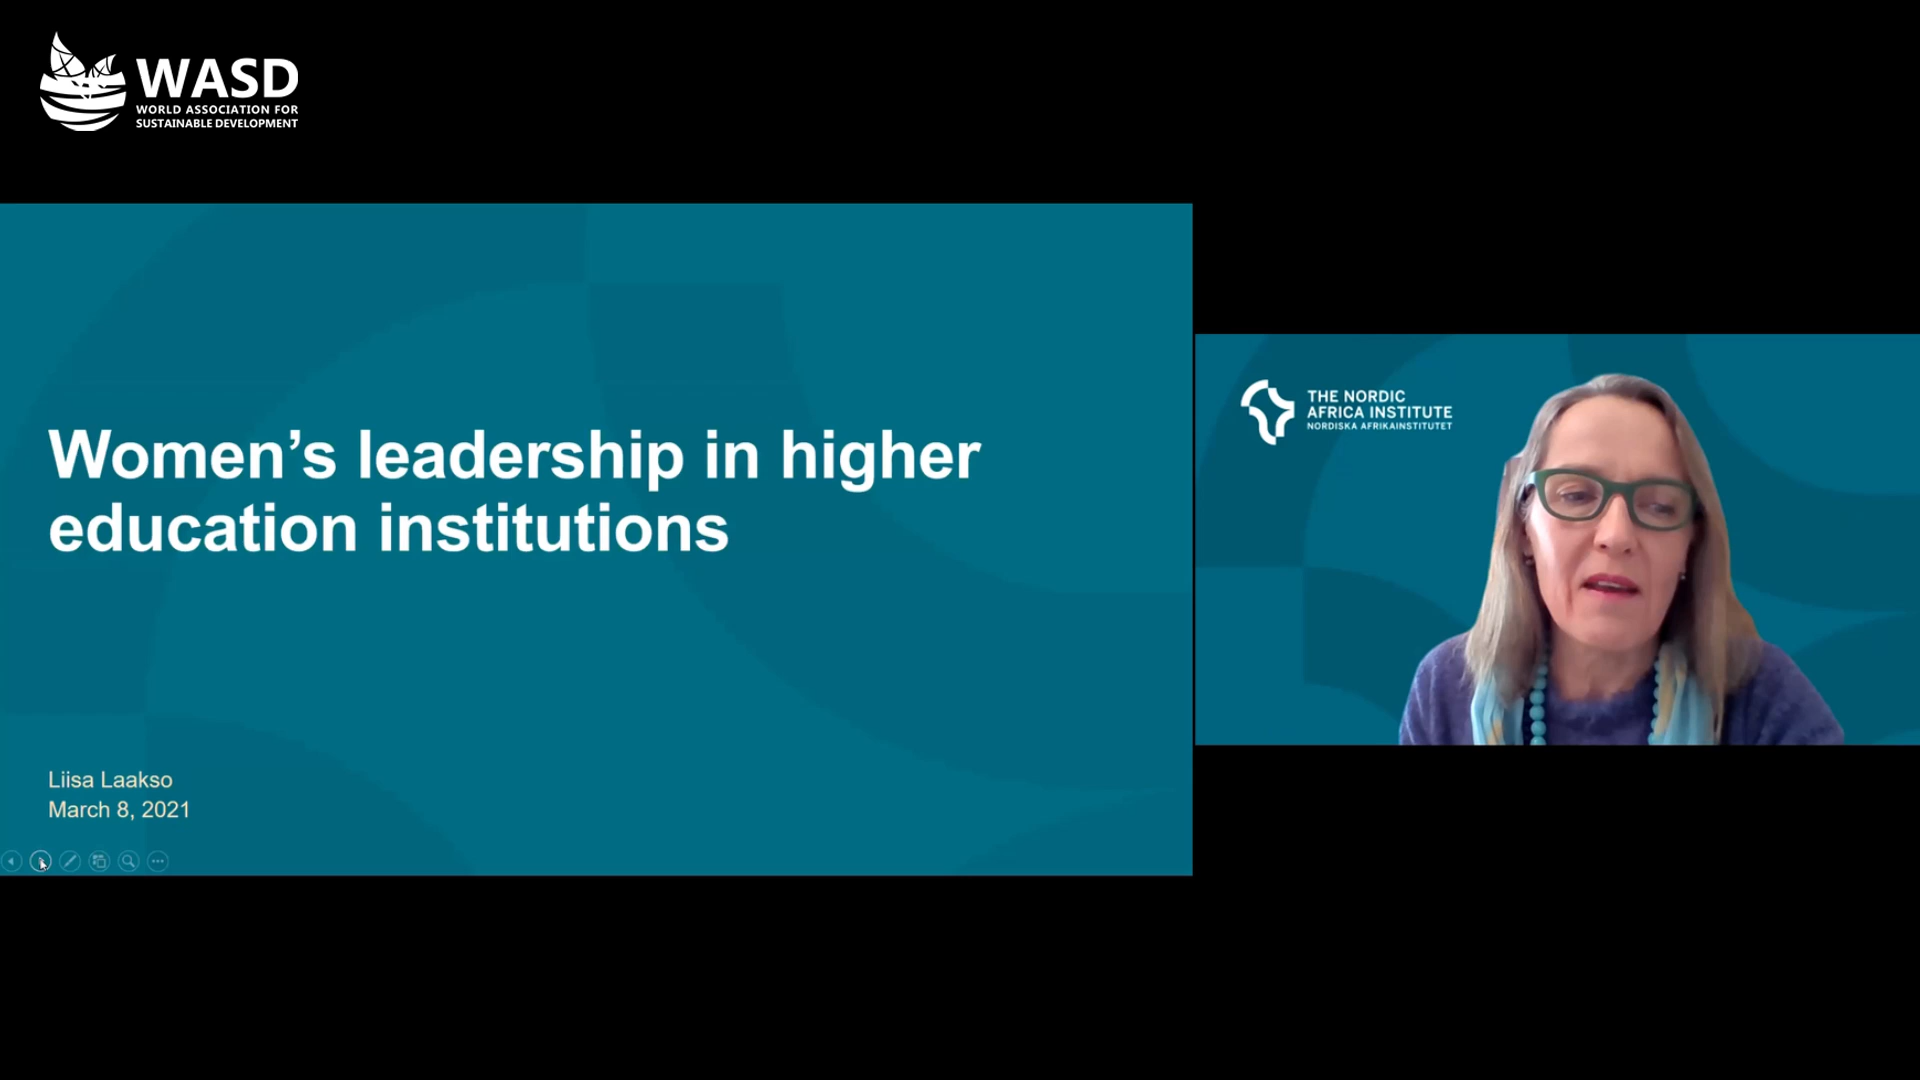 WASD
WORLD ASSOCIATION FOR
SUSTAINABLE DEVELOPMENT
Women’s leadership in higher
education institutions
Liisa Laakso
March 8, 2021
THE NORDIC
AFRICA INSTITUTE
NORDISKA AFRIKAINSTITUTET